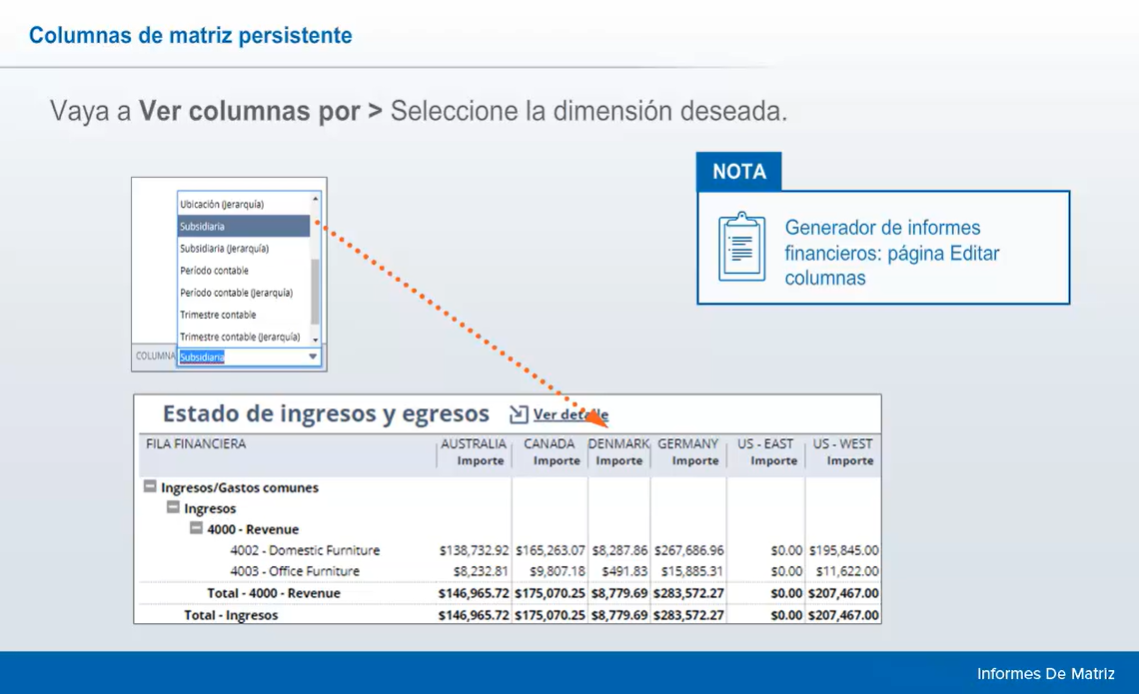 Columnas de matriz persistente
Vaya a Ver columnas por > Seleccione la dimensión deseada.
NOTA
Generador de informes
financieros: página Editar
columnas
Ubicación (Jerarquía)
Subsidiaria
Subsidiaria (Jerarquía)
Período contable
Período contable (Jerarquía)
Trimestre contable
Trimestre contable (Jerarquía)
COLUMNA Subsidiaria
Estado de ingresos y egresos Ver detalle
FILA FINANCIERA AUSTRALIA CANADA DENMARK GERMANY US - EAST US - WEST
Importe Importe Importe Importe Importe Importe
Ingresos/Gastos comunes
Ingresos
4000 - Revenue
4002 - Domestic Furniture $138,732.92 $165,263.07 $8,287.86 $267,686.96 $0.00 $195,845.00
4003 - Office Furniture $8,232.81 $9,807.18 $491.83 $15,885.31 $0.00 $11,622.00
Total - 4000 - Revenue $146,965.72 $175,070.25 $8,779.69 $283,572.27 $0.00 $207,467.00
Total - Ingresos $146,965.72 $175,070.25 $8,779.69 $283,572.27 $0.00 $207,467.00
Informes De Matriz